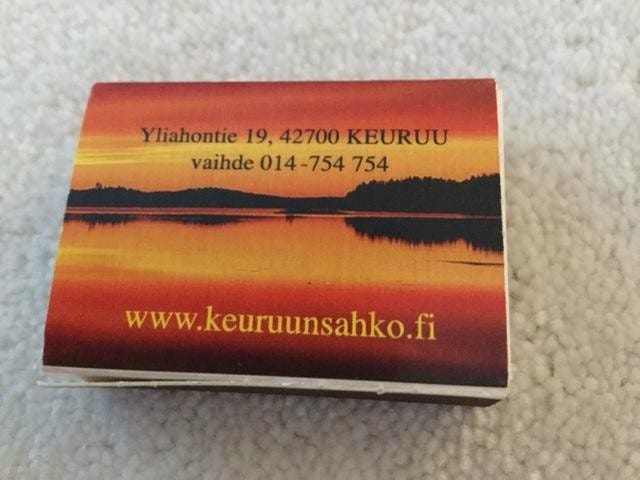 Yliahontie 19, 42700 KEURUU
vaihde 014-754 754
www.keuruunsahko.fi